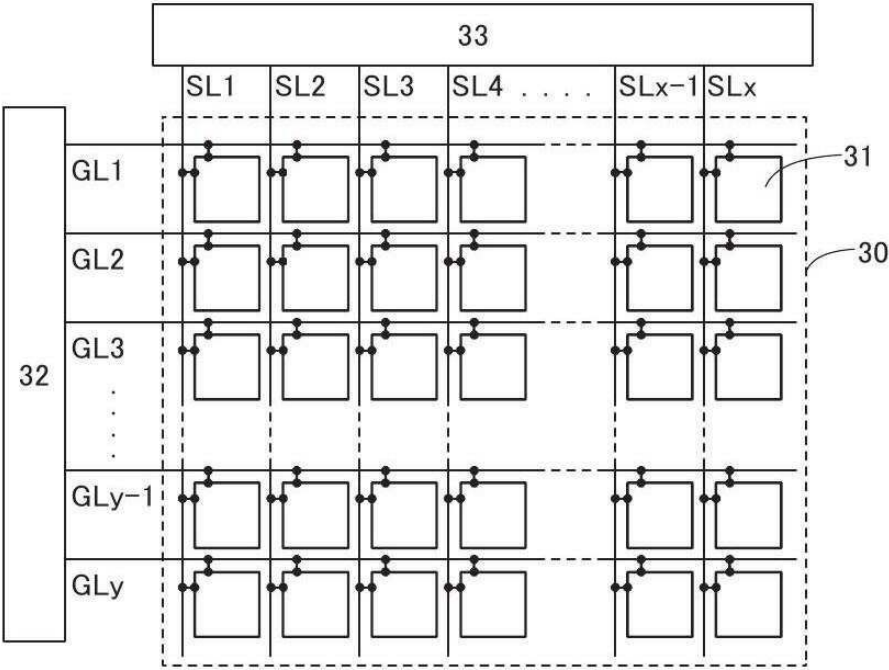 33
SL1 SL2 SL3 SL4 . . . . SLx-1 SLx
GL1
31
GL2
30
GL3
32
. . . .
GLy-1
GLy